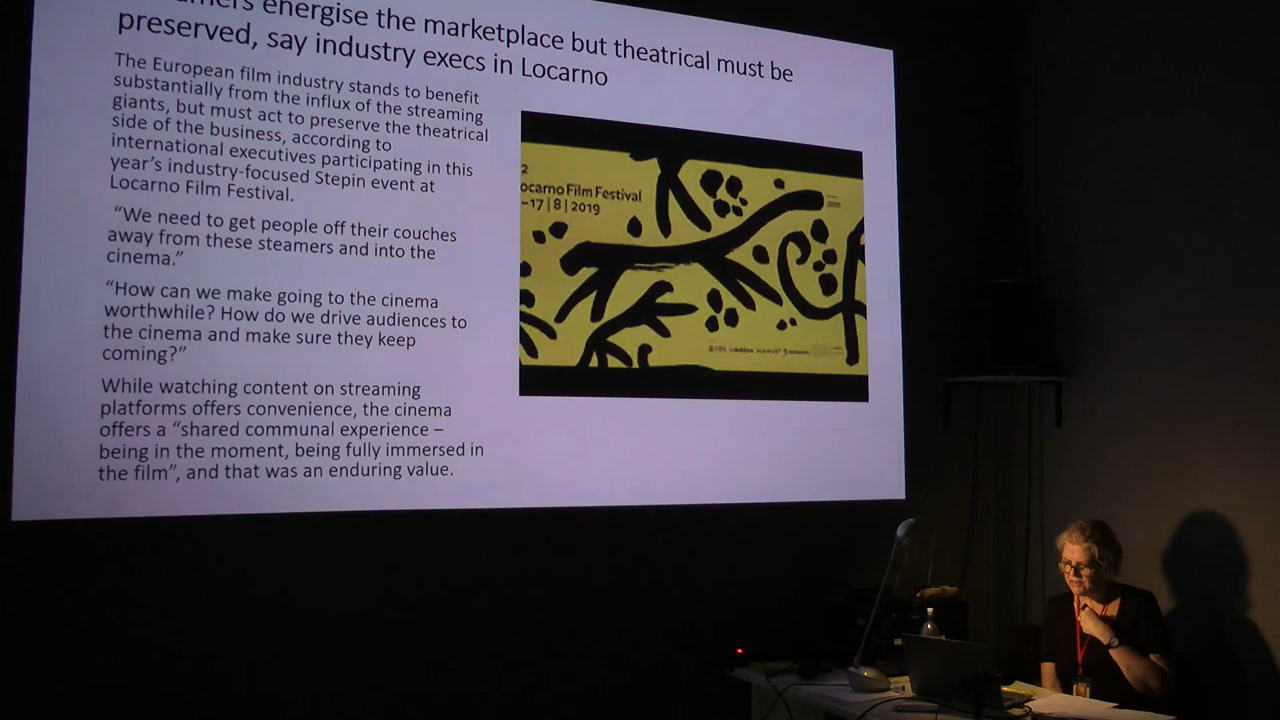 energise the marketplace but theatrical must be
preserved, say industry execs in Locarno
The European film industry stands to benefit
substantially from the influx of the streaming
giants, but must act to preserve the theatrical
side of the business, according to
international executives participating in this
year’s industry-focused Stepin event at
Locarno Film Festival.
“We need to get people off their couches
away from these steamers and into the
cinema.”
“How can we make going to the cinema
worthwhile? How do we drive audiences to
the cinema and make sure they keep
coming?”
While watching content on streaming
platforms offers convenience, the cinema
offers a “shared communal experience –
being in the moment, being fully immersed in
the film”, and that was an enduring value.
2
ocarno Film Festival
–17 | 8 | 2019